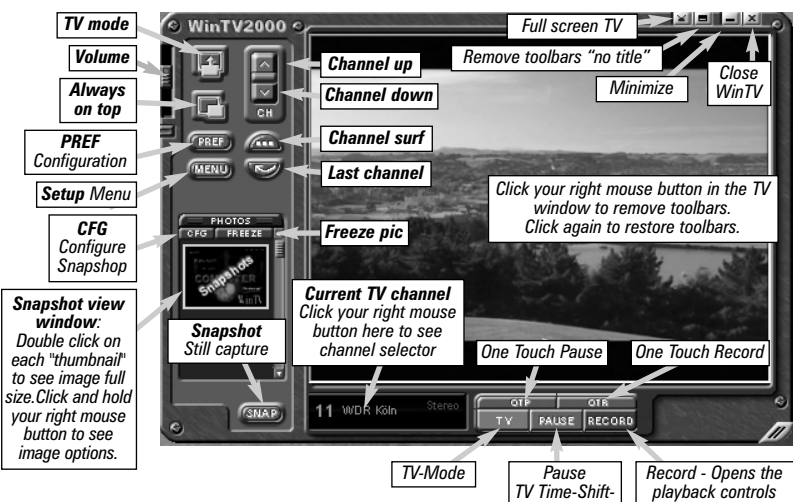 TV mode
Volume
Always
on top
PREF
Configuration
Setup Menu
CFG
Configure
Snapshop
Snapshot view
window:
Double click on
each "thumbnail"
to see image full
size.Click and hold
your right mouse
button to see
image options.
WinTV2000
CH
PREF
MENU
PHOTOS
CFG FREEZE
Snapshots
WinTV
SNAP
Channel up
Channel down
Channel surf
Last channel
Freeze pic
Snapshot
Still capture
Current TV channel
Click your right mouse
button here to see
channel selector
11 WDR Köln Stereo
Full screen TV
Remove toolbars “no title”
Minimize
Close
WinTV
Click your right mouse button in the TV
window to remove toolbars.
Click again to restore toolbars.
One Touch Pause
One Touch Record
OTP OTR
TV PAUSE RECORD
TV-Mode
Pause
TV Time-Shift-
Record - Opens the
playback controls